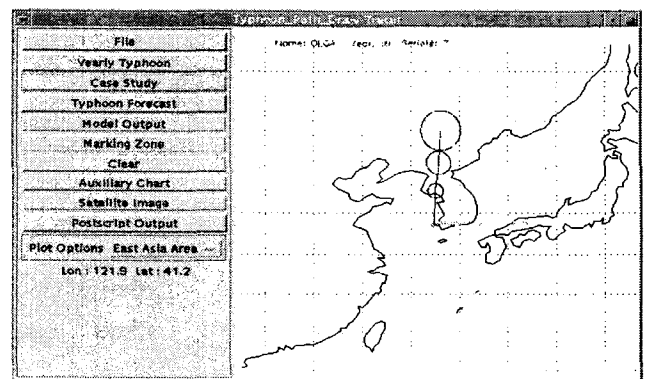 Typhoon_Path_Draw
File
Name: OLGA
Yearly Typhoon
Case Study
Typhoon Forecast
Model Output
Marking Zone
Clear
Auxiliary Chart
Satellite Image
Postscript Output
Plot Options East Asia Area
Lon : 121.9 Lat : 41.2